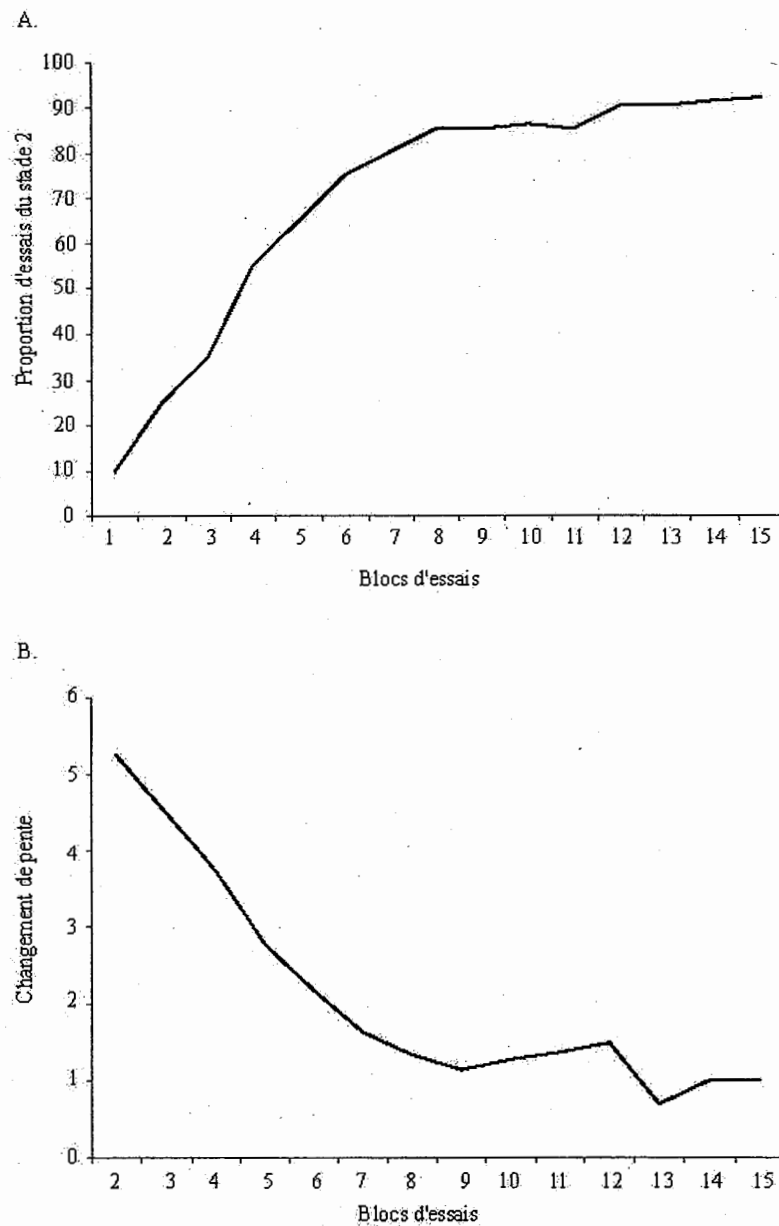 A.
Proportion d'essais du stade 2
100
90
80
70
60
50
40
30
20
10
0
1 2 3 4 5 6 7 8 9 10 11 12 13 14 15
Blocs d'essais
B.
Changement de pente
6
5
4
3
2
1
0
2 3 4 5 6 7 8 9 10 11 12 13 14 15
Blocs d'essais